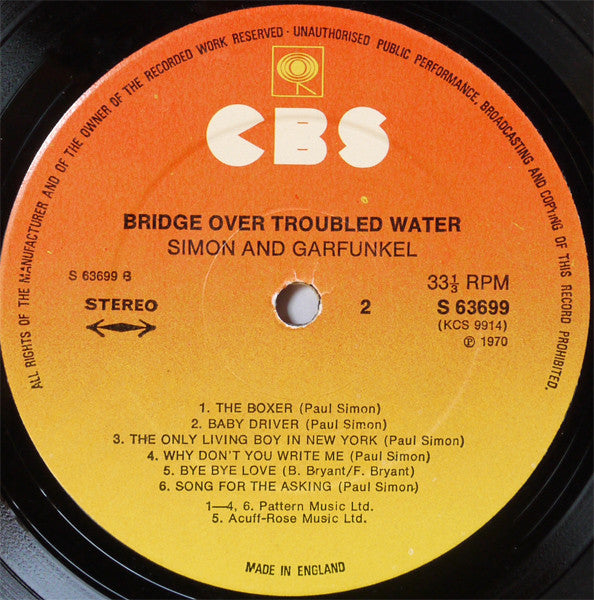 ALL RIGHTS OF THE MANUFACTURER AND OF THE OWNER OF THE RECORDED WORK RESERVED - UNAUTHORISED PUBLIC PERFORMANCE, BROADCASTING AND COPYING OF THIS RECORD PROHIBITED.
CBS
BRIDGE OVER TROUBLED WATER
SIMON AND GARFUNKEL
S 63699 B
STEREO
2
33⅓ RPM
S 63699
(KCS 9914)
℗ 1970
1. THE BOXER (Paul Simon)
2. BABY DRIVER (Paul Simon)
3. THE ONLY LIVING BOY IN NEW YORK (Paul Simon)
4. WHY DON'T YOU WRITE ME (Paul Simon)
5. BYE BYE LOVE (B. Bryant/F. Bryant)
6. SONG FOR THE ASKING (Paul Simon)
1—4, 6. Pattern Music Ltd.
5. Acuff-Rose Music Ltd.
MADE IN ENGLAND